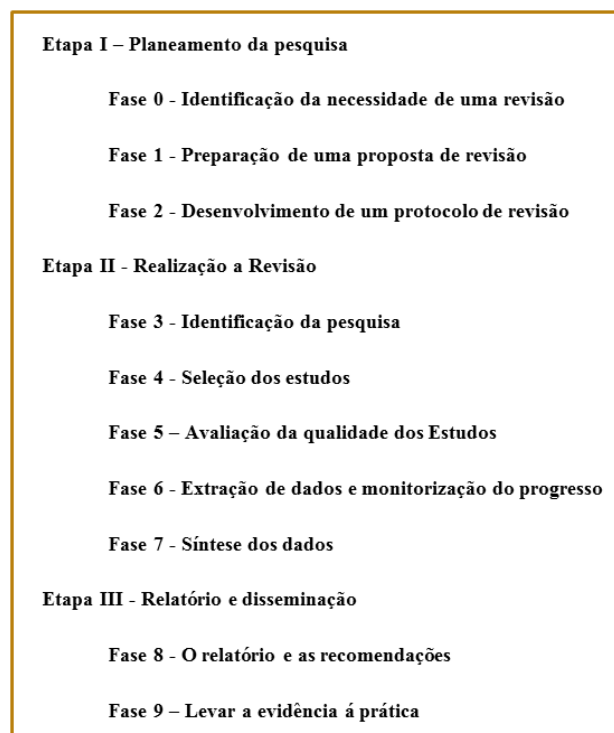 Etapa I – Planeamento da pesquisa
Fase 0 - Identificação da necessidade de uma revisão
Fase 1 - Preparação de uma proposta de revisão
Fase 2 - Desenvolvimento de um protocolo de revisão
Etapa II - Realização a Revisão
Fase 3 - Identificação da pesquisa
Fase 4 - Seleção dos estudos
Fase 5 – Avaliação da qualidade dos Estudos
Fase 6 - Extração de dados e monitorização do progresso
Fase 7 - Síntese dos dados
Etapa III - Relatório e disseminação
Fase 8 - O relatório e as recomendações
Fase 9 – Levar a evidência á prática